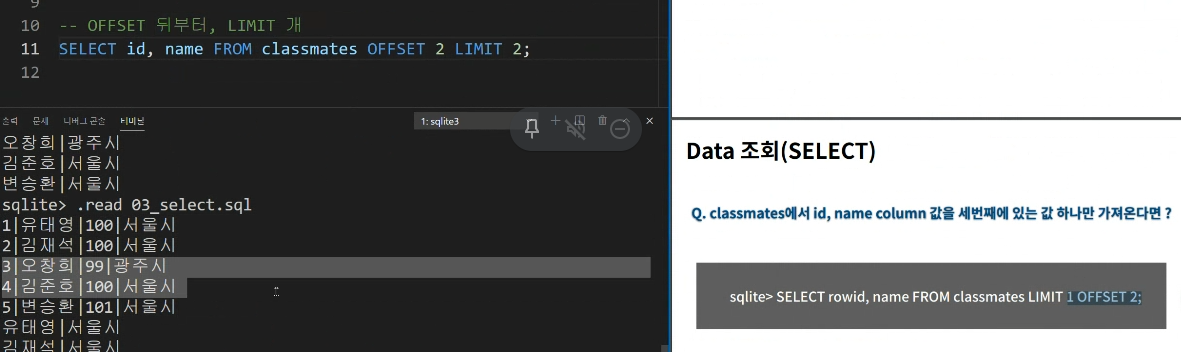 9
10 -- OFFSET 뒤부터, LIMIT 개
11 SELECT id, name FROM classmates OFFSET 2 LIMIT 2;
12
출력 문제 디버그 콘솔 터미널
1: sqlite3
오창희|광주시
김준호|서울시
변승환|서울시
sqlite> .read 03_select.sql
1|유태영|100|서울시
2|김재석|100|서울시
3|오창희|99|광주시
4|김준호|100|서울시
5|변승환|101|서울시
유태영|서울시
김재석|서울시
Data 조회(SELECT)
Q. classmates에서 id, name column 값을 세번째에 있는 값 하나만 가져온다면 ?
sqlite> SELECT rowid, name FROM classmates LIMIT 1 OFFSET 2;